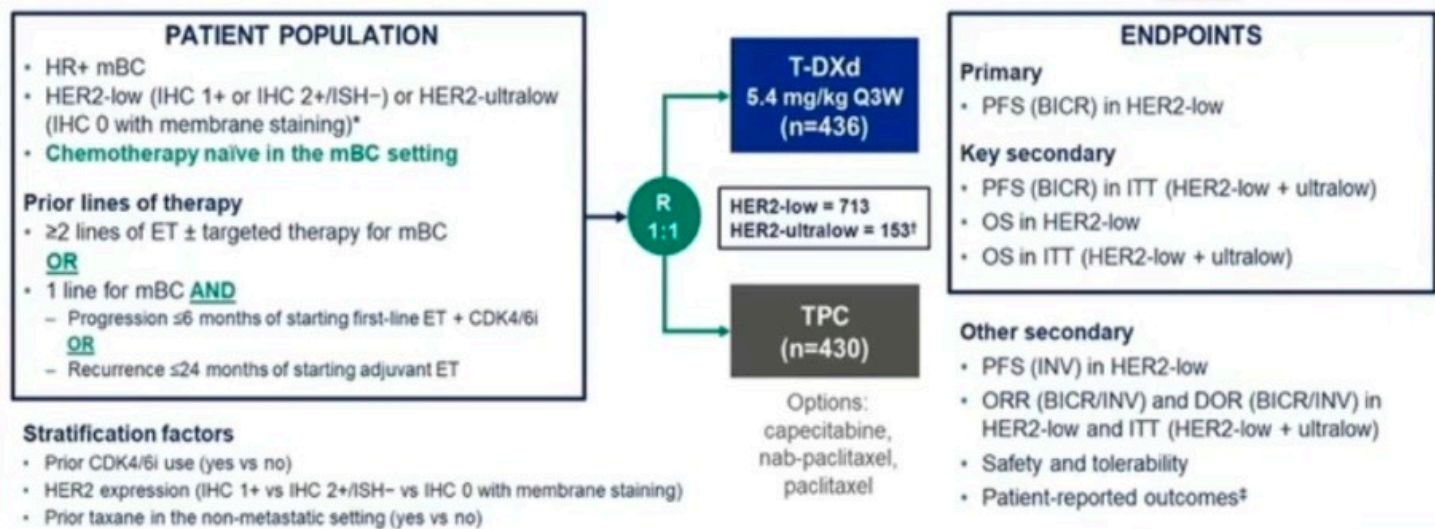 PATIENT POPULATION
• HR+ mBC
• HER2-low (IHC 1+ or IHC 2+/ISH−) or HER2-ultralow
(IHC 0 with membrane staining)*
• Chemotherapy naïve in the mBC setting
Prior lines of therapy
• ≥2 lines of ET ± targeted therapy for mBC
OR
• 1 line for mBC AND
– Progression ≤6 months of starting first-line ET + CDK4/6i
OR
– Recurrence ≤24 months of starting adjuvant ET
Stratification factors
• Prior CDK4/6i use (yes vs no)
• HER2 expression (IHC 1+ vs IHC 2+/ISH− vs IHC 0 with membrane staining)
• Prior taxane in the non-metastatic setting (yes vs no)
R
1:1
T-DXd
5.4 mg/kg Q3W
(n=436)
HER2-low = 713
HER2-ultralow = 153†
TPC
(n=430)
Options:
capecitabine,
nab-paclitaxel,
paclitaxel
ENDPOINTS
Primary
• PFS (BICR) in HER2-low
Key secondary
• PFS (BICR) in ITT (HER2-low + ultralow)
• OS in HER2-low
• OS in ITT (HER2-low + ultralow)
Other secondary
• PFS (INV) in HER2-low
• ORR (BICR/INV) and DOR (BICR/INV) in
HER2-low and ITT (HER2-low + ultralow)
• Safety and tolerability
• Patient-reported outcomes‡